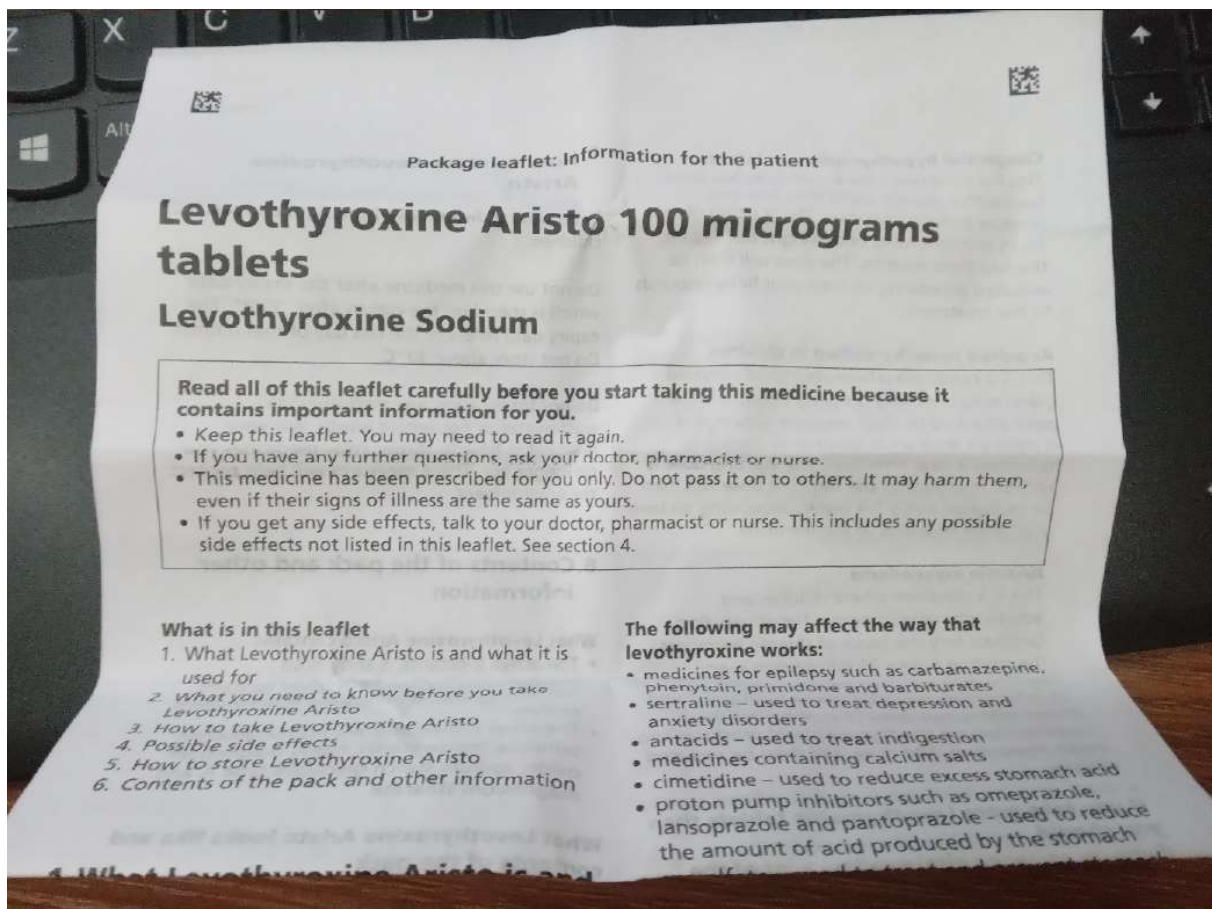 Z
X
C
V
B
Alt
Package leaflet: Information for the patient
Levothyroxine Aristo 100 micrograms
tablets
Levothyroxine Sodium
Read all of this leaflet carefully before you start taking this medicine because it
contains important information for you.
• Keep this leaflet. You may need to read it again.
• If you have any further questions, ask your doctor, pharmacist or nurse.
• This medicine has been prescribed for you only. Do not pass it on to others. It may harm them,
even if their signs of illness are the same as yours.
• If you get any side effects, talk to your doctor, pharmacist or nurse. This includes any possible
side effects not listed in this leaflet. See section 4.
What is in this leaflet
1. What Levothyroxine Aristo is and what it is
used for
2. What you need to know before you take
Levothyroxine Aristo
3. How to take Levothyroxine Aristo
4. Possible side effects
5. How to store Levothyroxine Aristo
6. Contents of the pack and other information
1 What Levothyroxine Aristo is and
The following may affect the way that
levothyroxine works:
• medicines for epilepsy such as carbamazepine,
phenytoin, primidone and barbiturates
• sertraline – used to treat depression and
anxiety disorders
• antacids – used to treat indigestion
• medicines containing calcium salts
• cimetidine – used to reduce excess stomach acid
• proton pump inhibitors such as omeprazole,
lansoprazole and pantoprazole - used to reduce
the amount of acid produced by the stomach